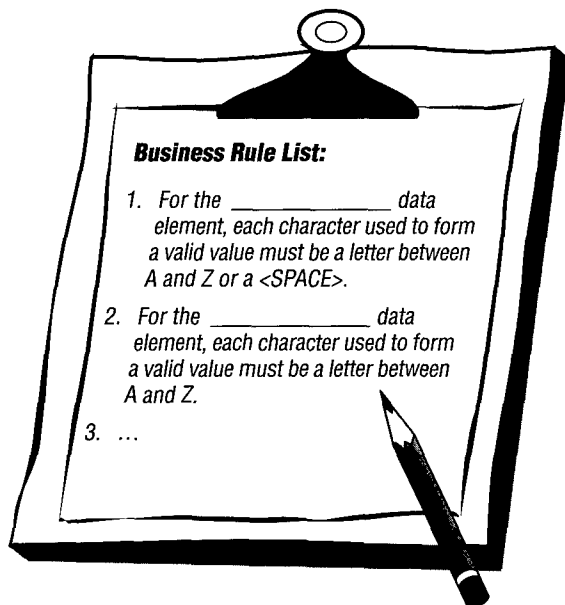 Business Rule List:
1. For the _______________ data
element, each character used to form
a valid value must be a letter between
A and Z or a <SPACE>.
2. For the _______________ data
element, each character used to form
a valid value must be a letter between
A and Z.
3. ...